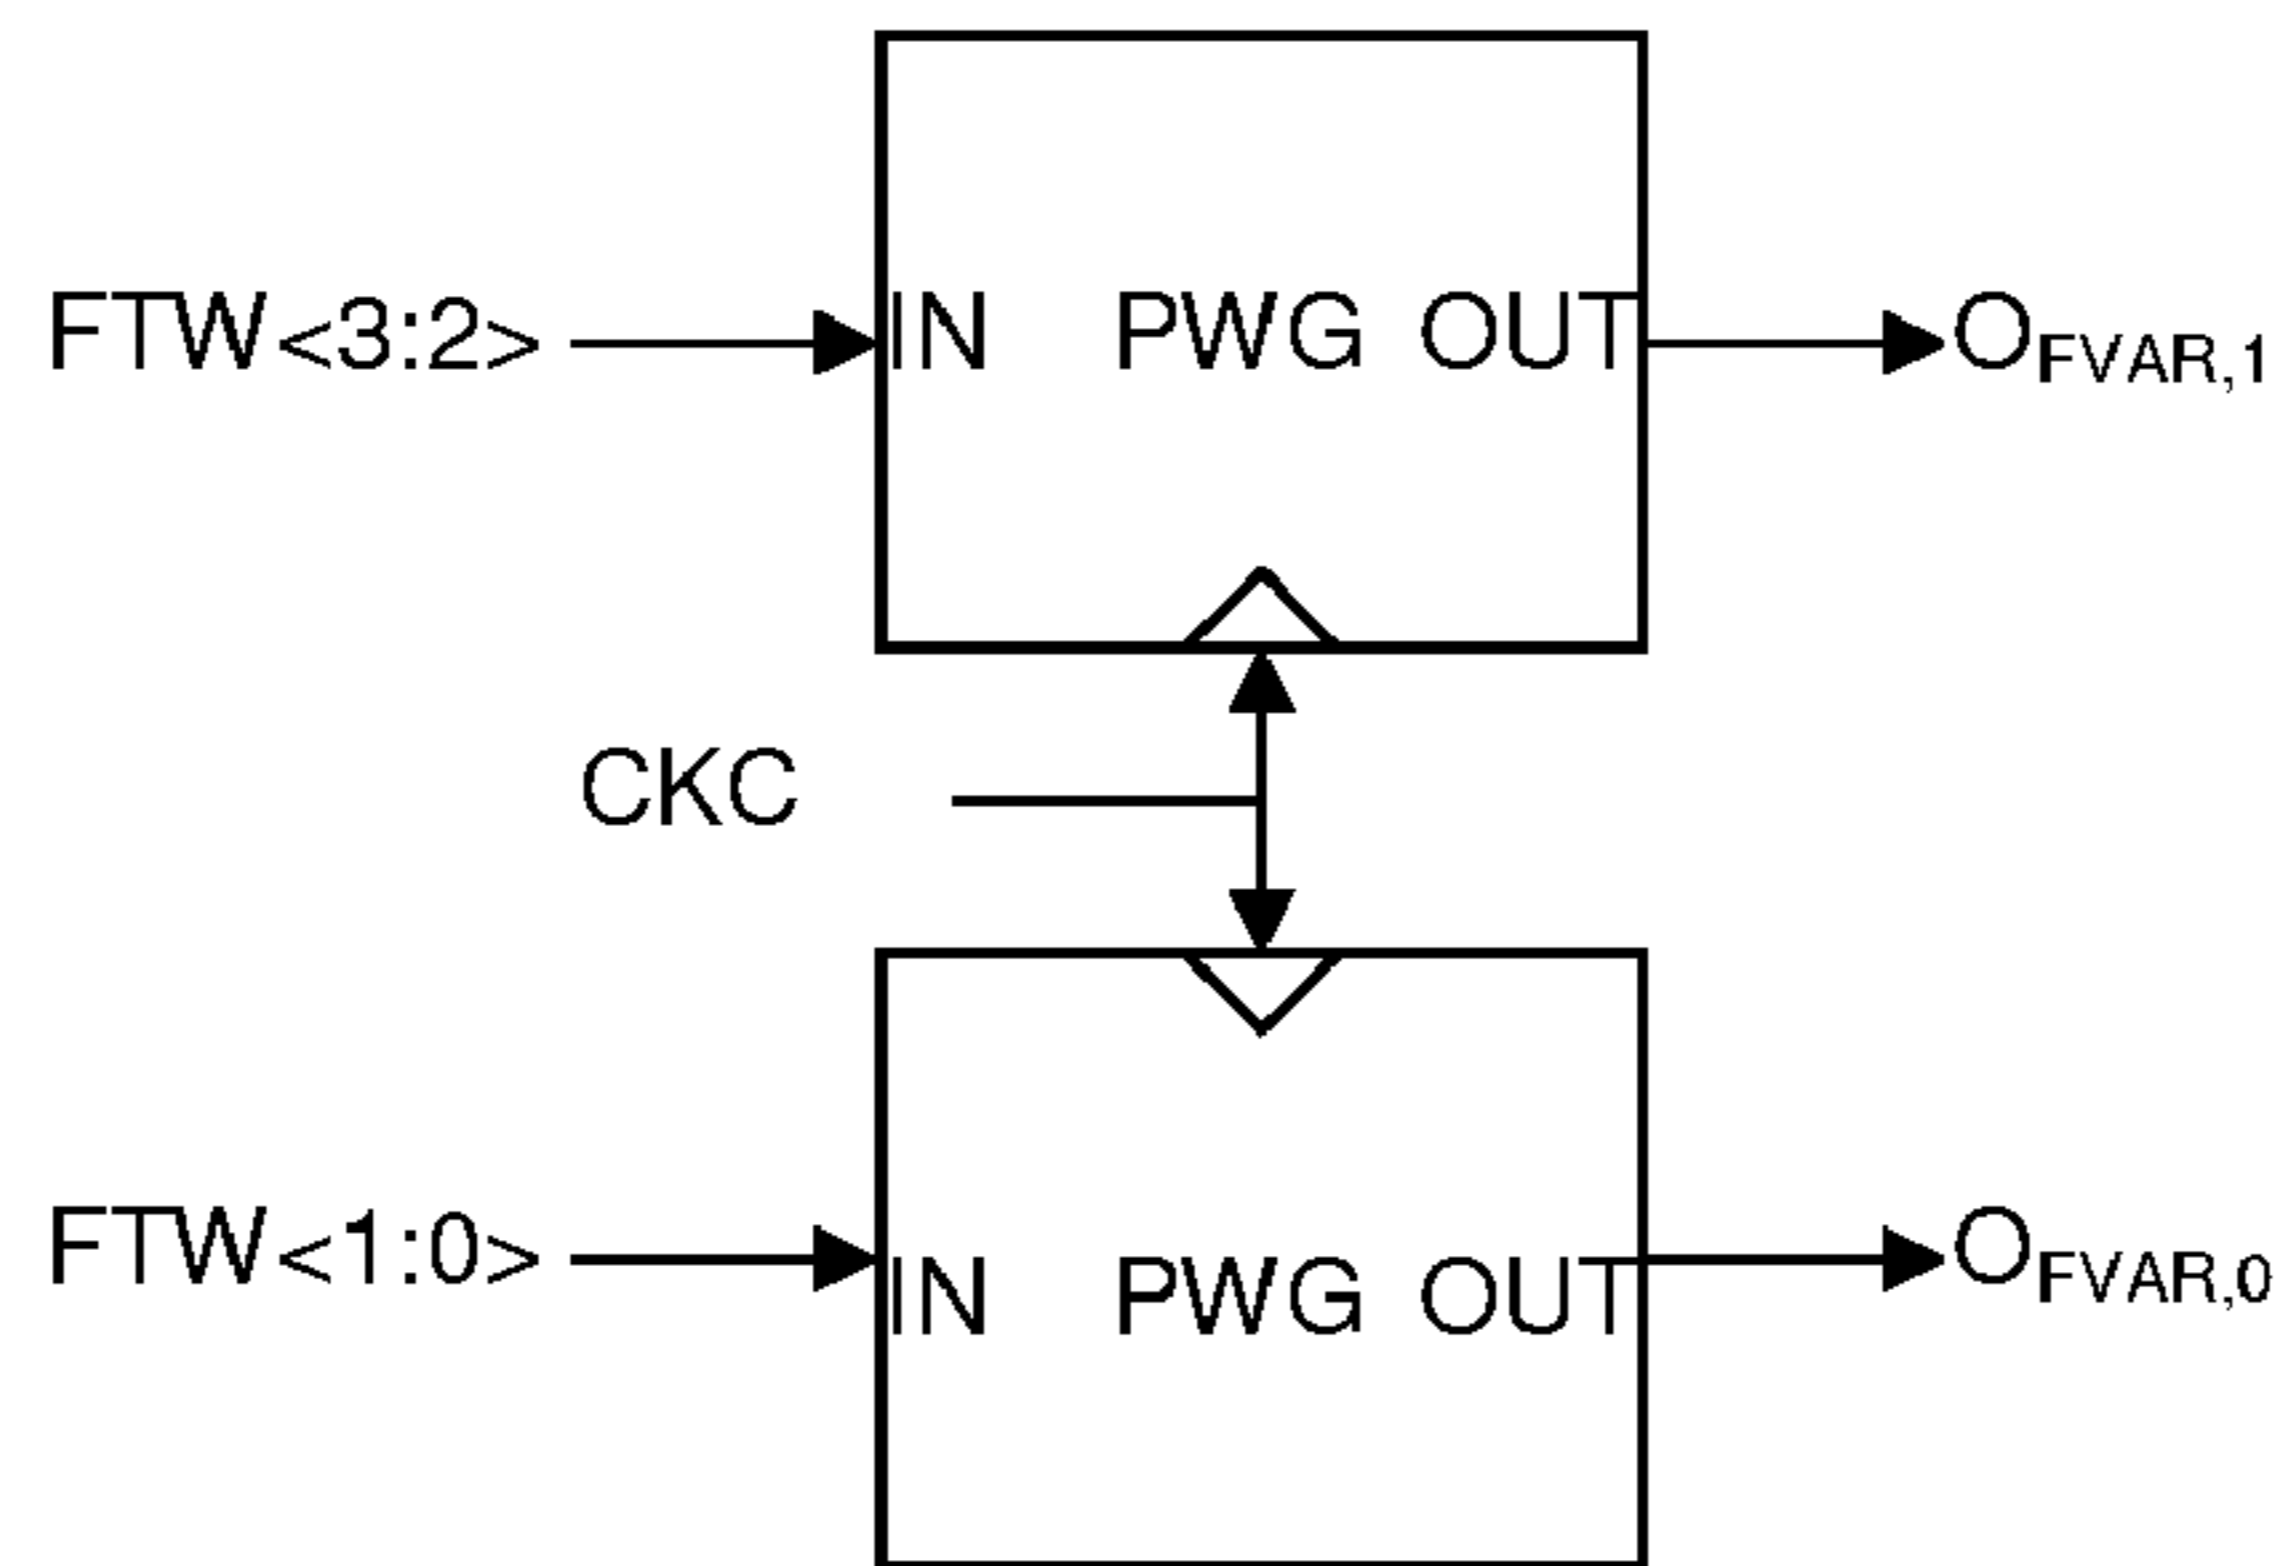 FTW<3:2> IN PWG OUT OFVAR,1
CKC
FTW<1:0> IN PWG OUT OFVAR,0